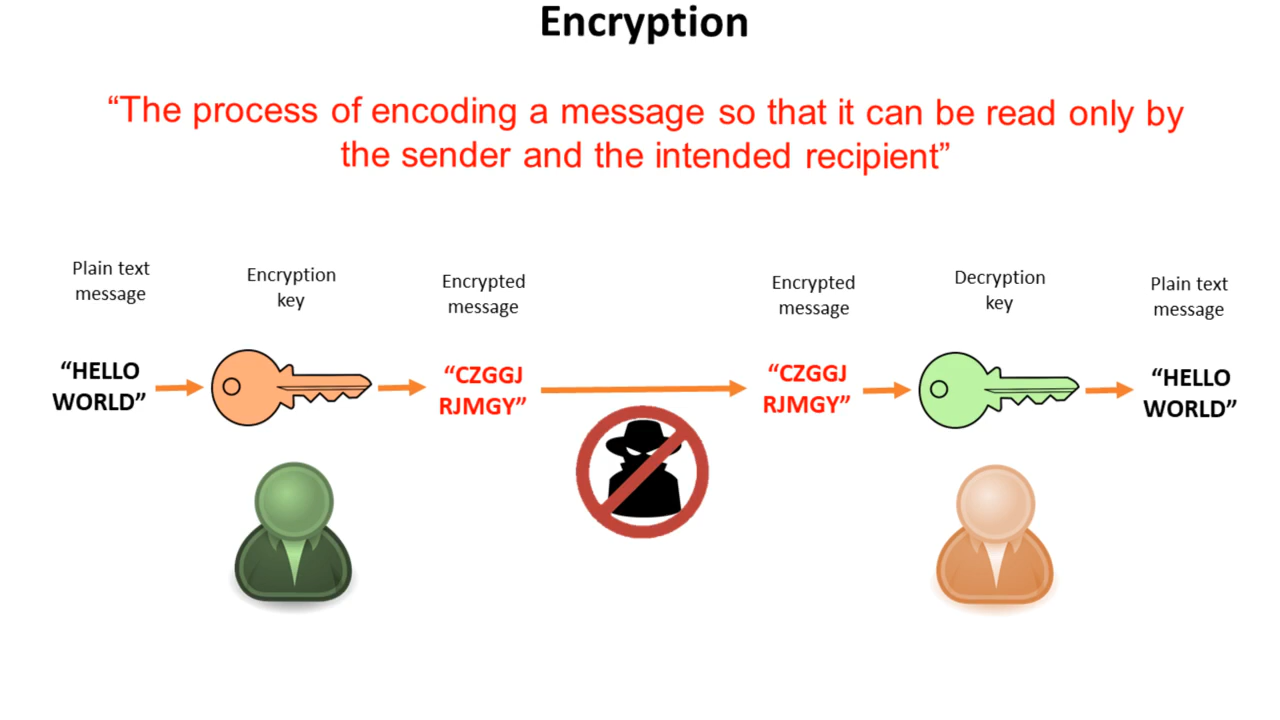 Encryption
“The process of encoding a message so that it can be read only by
the sender and the intended recipient”
Plain text
message
Encryption
key
Encrypted
message
Encrypted
message
Decryption
key
Plain text
message
“HELLO
WORLD”
“CZGGJ
RJMGY”
“CZGGJ
RJMGY”
“HELLO
WORLD”